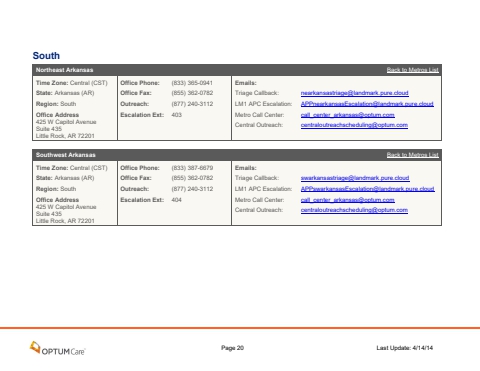 South
Northeast Arkansas Back to Metros List
Time Zone: Central (CST) Office Phone: (833) 365-0941 Emails:
State: Arkansas (AR) Office Fax: (855) 362-0782 Triage Callback: nearkansastriage@landmark.pure.cloud
Region: South Outreach: (877) 240-3112 LM1 APC Escalation: APPnearkansasEscalation@landmark.pure.cloud
Office Address Escalation Ext: 403 Metro Call Center: call_center_arkansas@optum.com
425 W Capitol Avenue Central Outreach: centraloutreachscheduling@optum.com
Suite 435
Little Rock, AR 72201
Southwest Arkansas Back to Metros List
Time Zone: Central (CST) Office Phone: (833) 387-6679 Emails:
State: Arkansas (AR) Office Fax: (855) 362-0782 Triage Callback: swarkansastriage@landmark.pure.cloud
Region: South Outreach: (877) 240-3112 LM1 APC Escalation: APPswarkansasEscalation@landmark.pure.cloud
Office Address Escalation Ext: 404 Metro Call Center: call_center_arkansas@optum.com
425 W Capitol Avenue Central Outreach: centraloutreachscheduling@optum.com
Suite 435
Little Rock, AR 72201
OPTUMCare Page 20 Last Update: 4/14/14